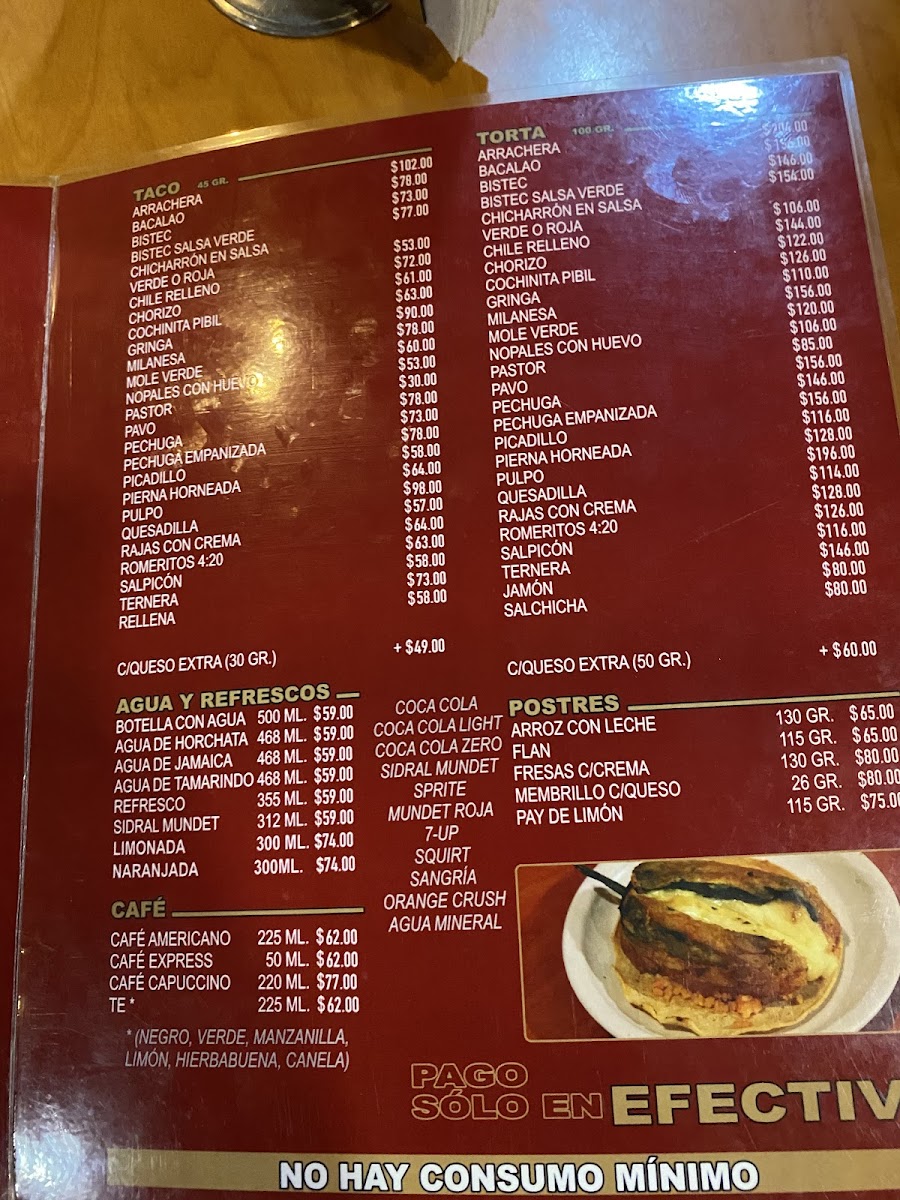 TACO 45 GR.
ARRACHERA $102.00
BACALAO $78.00
BISTEC $73.00
BISTEC SALSA VERDE $77.00
CHICHARRÓN EN SALSA
VERDE O ROJA $53.00
CHILE RELLENO $72.00
CHORIZO $61.00
COCHINITA PIBIL $63.00
GRINGA $90.00
MILANESA $78.00
MOLE VERDE $60.00
NOPALES CON HUEVO $53.00
PASTOR $30.00
PAVO $78.00
PECHUGA $73.00
PECHUGA EMPANIZADA $78.00
PICADILLO $58.00
PIERNA HORNEADA $64.00
PULPO $98.00
QUESADILLA $57.00
RAJAS CON CREMA $64.00
ROMERITOS 4:20 $63.00
SALPICÓN $58.00
TERNERA $73.00
RELLENA $58.00
C/QUESO EXTRA (30 GR.) + $49.00
TORTA 100 GR.
ARRACHERA $204.00
BACALAO $156.00
BISTEC $146.00
BISTEC SALSA VERDE $154.00
CHICHARRÓN EN SALSA
VERDE O ROJA $106.00
CHILE RELLENO $144.00
CHORIZO $122.00
COCHINITA PIBIL $126.00
GRINGA $110.00
MILANESA $156.00
MOLE VERDE $120.00
NOPALES CON HUEVO $106.00
PASTOR $85.00
PAVO $156.00
PECHUGA $146.00
PECHUGA EMPANIZADA $156.00
PICADILLO $116.00
PIERNA HORNEADA $128.00
PULPO $196.00
QUESADILLA $114.00
RAJAS CON CREMA $128.00
ROMERITOS 4:20 $126.00
SALPICÓN $116.00
TERNERA $146.00
JAMÓN $80.00
SALCHICHA $80.00
C/QUESO EXTRA (50 GR.) + $60.00
AGUA Y REFRESCOS
BOTELLA CON AGUA 500 ML. $59.00
AGUA DE HORCHATA 468 ML. $59.00
AGUA DE JAMAICA 468 ML. $59.00
AGUA DE TAMARINDO 468 ML. $59.00
REFRESCO 355 ML. $59.00
SIDRAL MUNDET 312 ML. $59.00
LIMONADA 300 ML. $74.00
NARANJADA 300ML. $74.00
COCA COLA
COCA COLA LIGHT
COCA COLA ZERO
SIDRAL MUNDET
SPRITE
MUNDET ROJA
7-UP
SQUIRT
SANGRÍA
ORANGE CRUSH
AGUA MINERAL
POSTRES
ARROZ CON LECHE 130 GR. $65.00
FLAN 115 GR. $65.00
FRESAS C/CREMA 130 GR. $80.00
MEMBRILLO C/QUESO 26 GR. $80.00
PAY DE LIMÓN 115 GR. $75.00
CAFÉ
CAFÉ AMERICANO 225 ML. $62.00
CAFÉ EXPRESS 50 ML. $62.00
CAFÉ CAPUCCINO 220 ML. $77.00
TE * 225 ML. $62.00
* (NEGRO, VERDE, MANZANILLA,
LIMÓN, HIERBABUENA, CANELA)
PAGO
SÓLO EN EFECTIV
NO HAY CONSUMO MÍNIMO